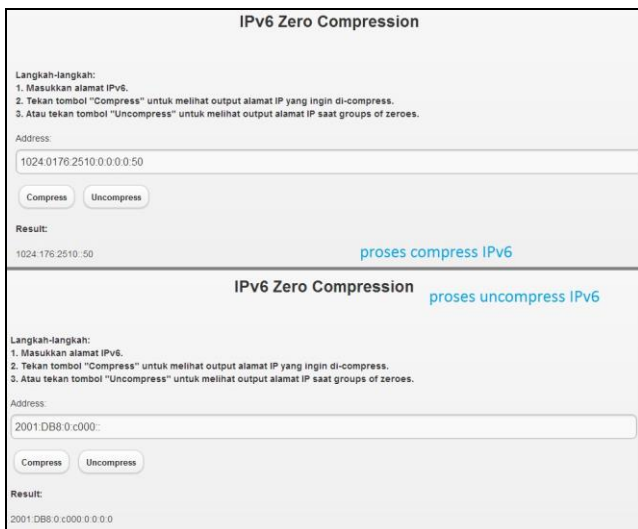 IPv6 Zero Compression
Langkah-langkah:
1. Masukkan alamat IPv6.
2. Tekan tombol "Compress" untuk melihat output alamat IP yang ingin di-compress.
3. Atau tekan tombol "Uncompress" untuk melihat output alamat IP saat groups of zeroes.
Address:
1024:0176:2510:0:0:0:0:50
Compress Uncompress
Result:
1024:176:2510::50
proses compress IPv6
IPv6 Zero Compression
proses uncompress IPv6
Langkah-langkah:
1. Masukkan alamat IPv6.
2. Tekan tombol "Compress" untuk melihat output alamat IP yang ingin di-compress.
3. Atau tekan tombol "Uncompress" untuk melihat output alamat IP saat groups of zeroes.
Address:
2001:DB8:0:c000::
Compress Uncompress
Result:
2001:DB8:0:c000:0:0:0:0